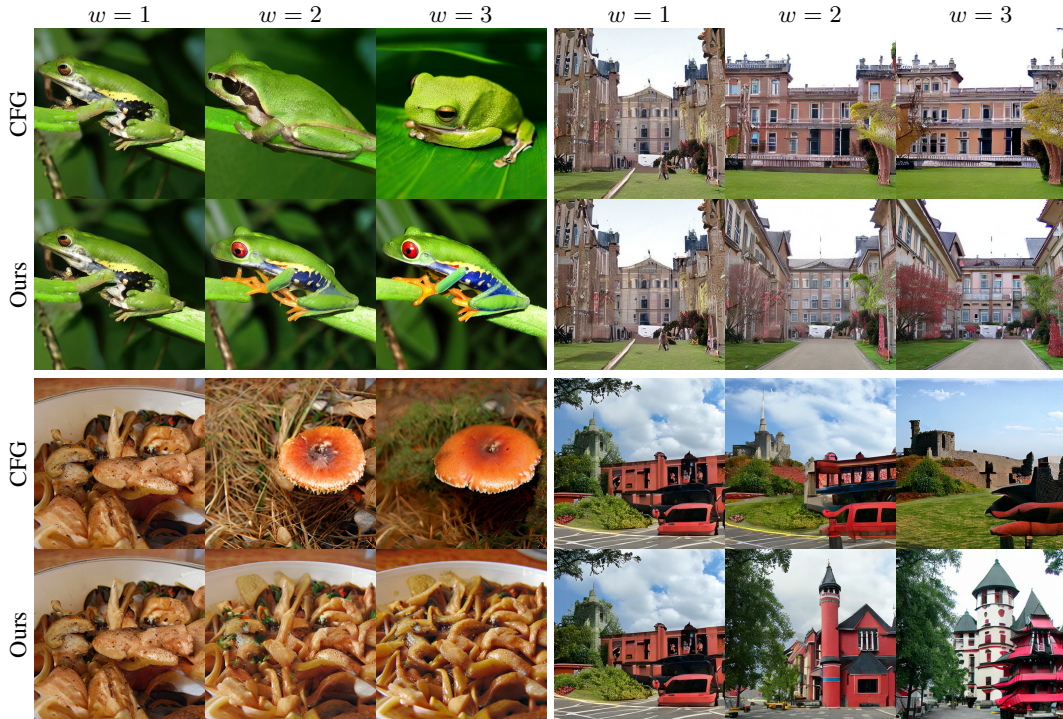 w = 1 w = 2 w = 3 w = 1 w = 2 w = 3
CFG
Ours
CFG
Ours